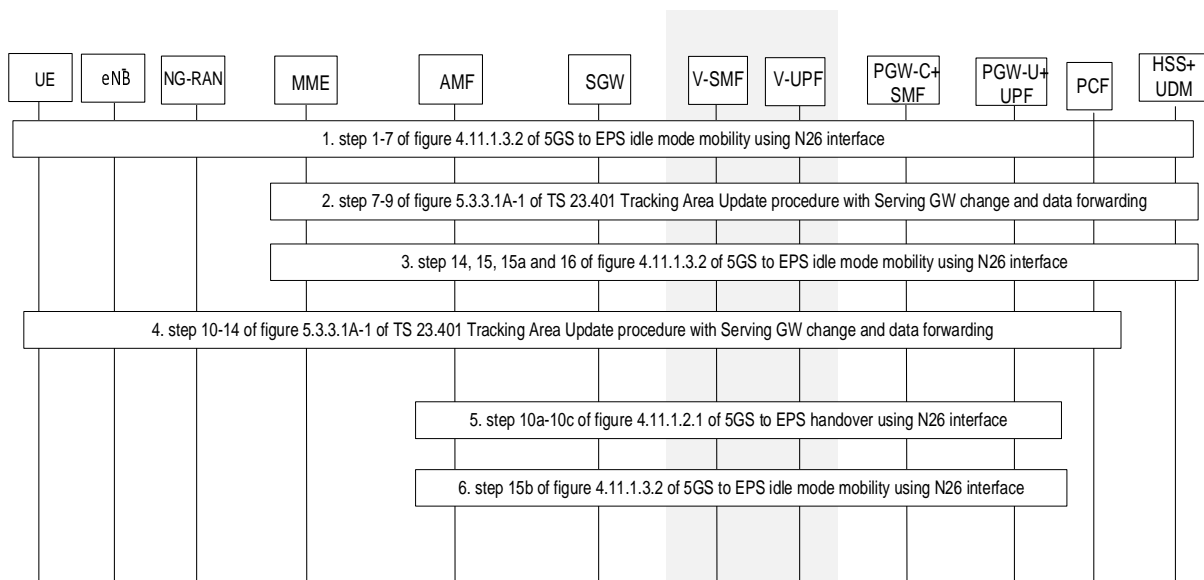 UE
eNB
NG-RAN
MME
AMF
SGW
V-SMF
V-UPF
PGW-C+
SMF
PGW-U+
UPF
PCF
HSS+
UDM
1. step 1-7 of figure 4.11.1.3.2 of 5GS to EPS idle mode mobility using N26 interface
2. step 7-9 of figure 5.3.3.1A-1 of TS 23.401 Tracking Area Update procedure with Serving GW change and data forwarding
3. step 14, 15, 15a and 16 of figure 4.11.1.3.2 of 5GS to EPS idle mode mobility using N26 interface
4. step 10-14 of figure 5.3.3.1A-1 of TS 23.401 Tracking Area Update procedure with Serving GW change and data forwarding
5. step 10a-10c of figure 4.11.1.2.1 of 5GS to EPS handover using N26 interface
6. step 15b of figure 4.11.1.3.2 of 5GS to EPS idle mode mobility using N26 interface